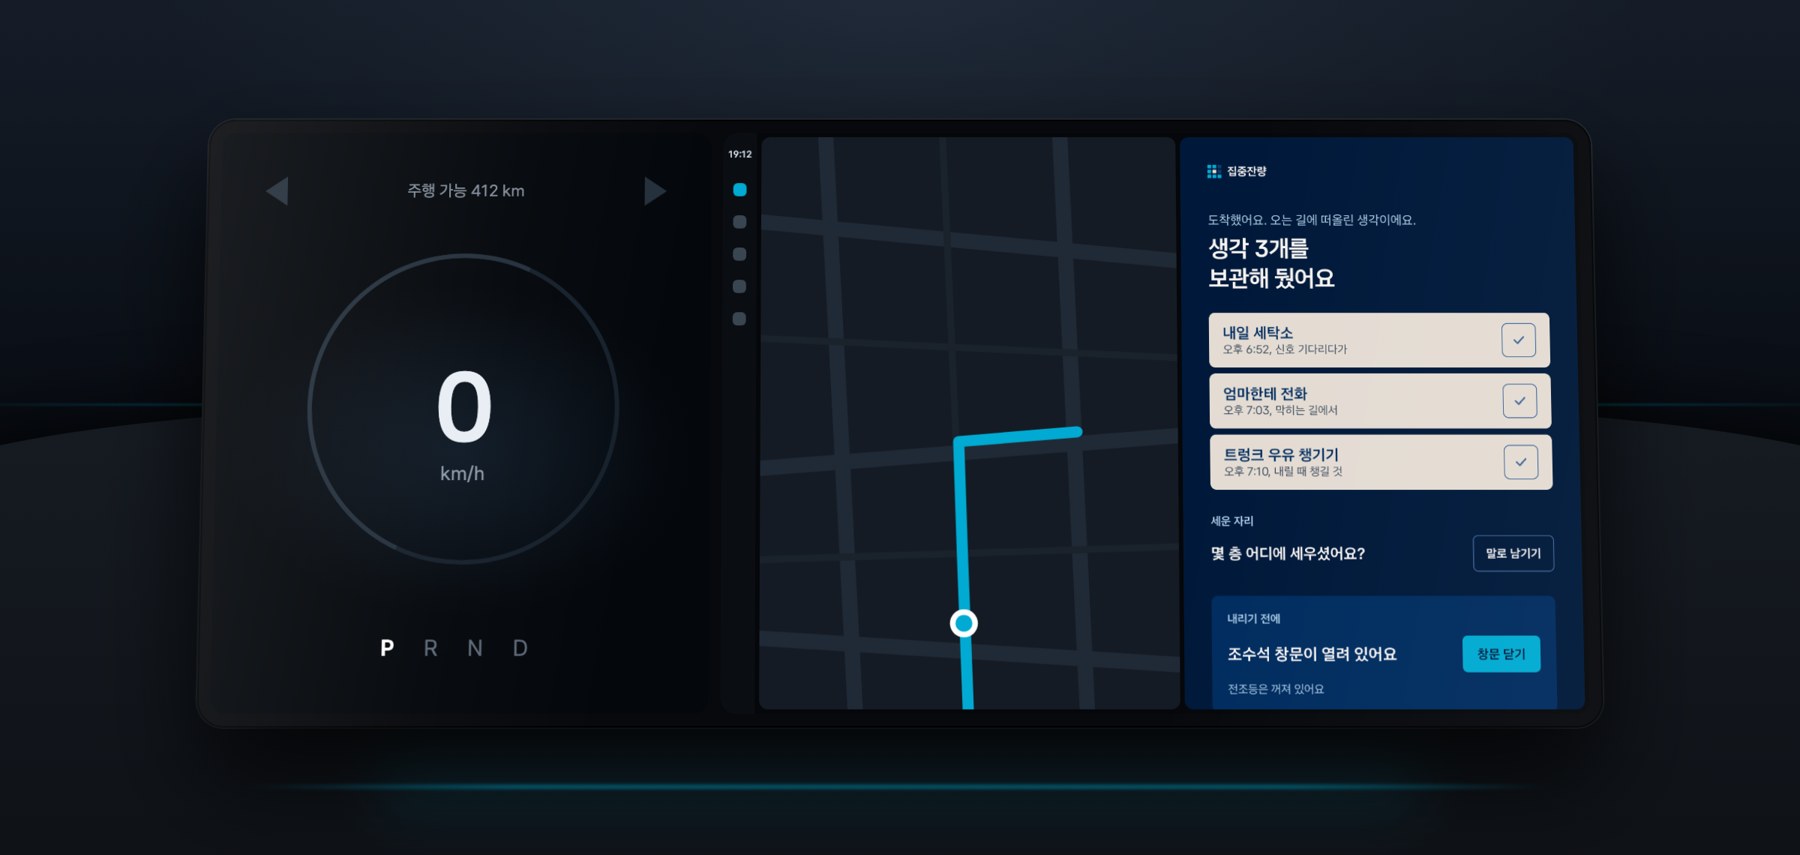 주행 가능 412 km
0
km/h
P R N D
19:12
집중잔량
도착했어요. 오는 길에 떠올린 생각이에요.
생각 3개를
보관해 뒀어요
내일 세탁소
오후 6:52, 신호 기다리다가
엄마한테 전화
오후 7:03, 막히는 길에서
트렁크 우유 챙기기
오후 7:10, 내릴 때 챙길 것
세운 자리
몇 층 어디에 세우셨어요?
말로 남기기
내리기 전에
조수석 창문이 열려 있어요
창문 닫기
전조등은 꺼져 있어요